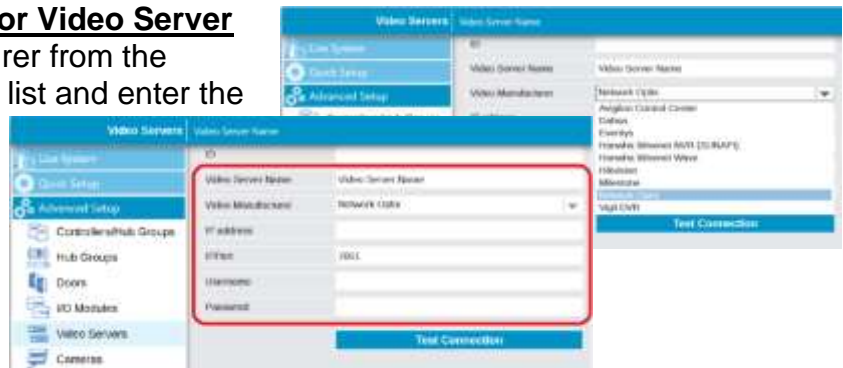 or Video Server
rer from the
list and enter the
Video Servers Video Server Name
ID
Live System
Quick Setup
Advanced Setup
Video Server Name Video Server Name
Video Manufacturer Network Optix
Avigilon Control Center
Dahua
Eventys
Hanwha Wisenet NVR (SUNAPI)
Hanwha Wisenet Wave
Hikvision
Milestone
Network Optix
Vigil DVR
Test Connection
Video Servers Video Server Name
ID
Live System
Quick Setup
Advanced Setup
Controllers/Hub Groups
Hub Groups
Doors
I/O Modules
Video Servers
Cameras
Video Server Name Video Server Name
Video Manufacturer Network Optix
IP address
IP Port 7001
Username
Password
Test Connection